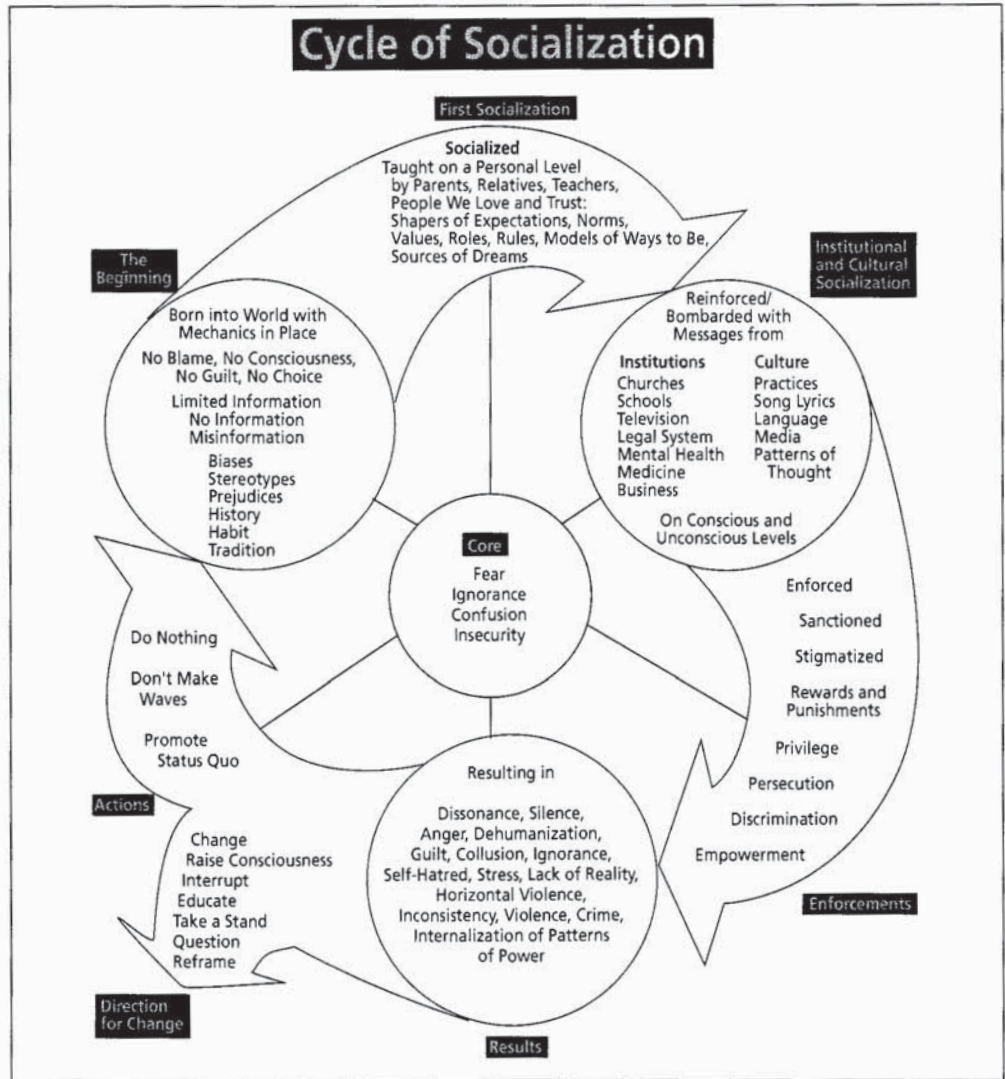 Cycle of Socialization
First Socialization
Socialized
Taught on a Personal Level
by Parents, Relatives, Teachers,
People We Love and Trust:
Shapers of Expectations, Norms,
Values, Roles, Rules, Models of Ways to Be,
Sources of Dreams
The
Beginning
Born into World with
Mechanics in Place
No Blame, No Consciousness,
No Guilt, No Choice
Limited Information
No Information
Misinformation
Biases
Stereotypes
Prejudices
History
Habit
Tradition
Institutional
and Cultural
Socialization
Reinforced/
Bombarded with
Messages from
Institutions
Churches
Schools
Television
Legal System
Mental Health
Medicine
Business
Culture
Practices
Song Lyrics
Language
Media
Patterns of
Thought
On Conscious and
Unconscious Levels
Core
Fear
Ignorance
Confusion
Insecurity
Enforced
Sanctioned
Stigmatized
Rewards and
Punishments
Privilege
Persecution
Discrimination
Empowerment
Enforcements
Resulting in
Dissonance, Silence,
Anger, Dehumanization,
Guilt, Collusion, Ignorance,
Self-Hatred, Stress, Lack of Reality,
Horizontal Violence,
Inconsistency, Violence, Crime,
Internalization of Patterns
of Power
Results
Do Nothing
Don't Make
Waves
Promote
Status Quo
Actions
Change
Raise Consciousness
Interrupt
Educate
Take a Stand
Question
Reframe
Direction
for Change